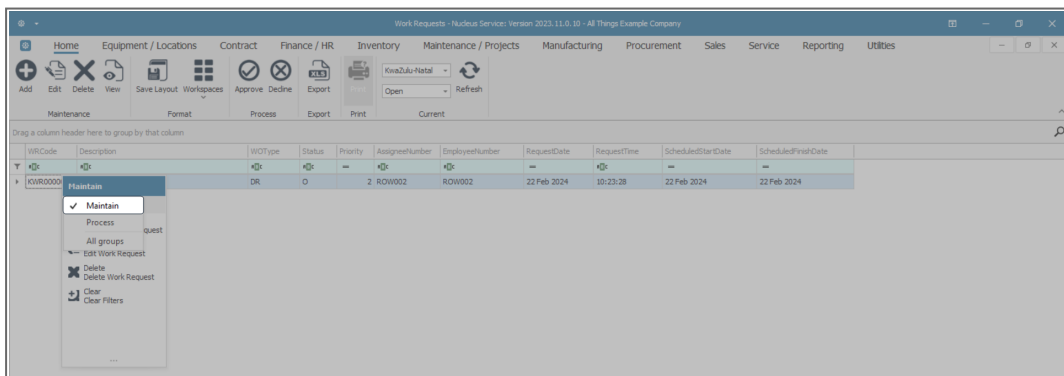 Work Requests - Nucleus Service: Version 2023.11.0.10 - All Things Example Company
Home Equipment / Locations Contract Finance / HR Inventory Maintenance / Projects Manufacturing Procurement Sales Service Reporting Utilities
Add Edit Delete View Save Layout Workspaces Approve Decline Export Print Refresh
XLS
KwaZulu-Natal
Open
Maintenance Format Process Export Print Current
Drag a column header here to group by that column
WRCode Description WOType Status Priority AssigneeNumber EmployeeNumber RequestDate RequestTime ScheduledStartDate ScheduledFinishDate
KWR0000 DR O 2 ROW002 ROW002 22 Feb 2024 10:23:28 22 Feb 2024 22 Feb 2024
Maintain
Maintain
Process
quest
All groups
Edit Work Request
Delete
Delete Work Request
Clear
Clear Filters
...